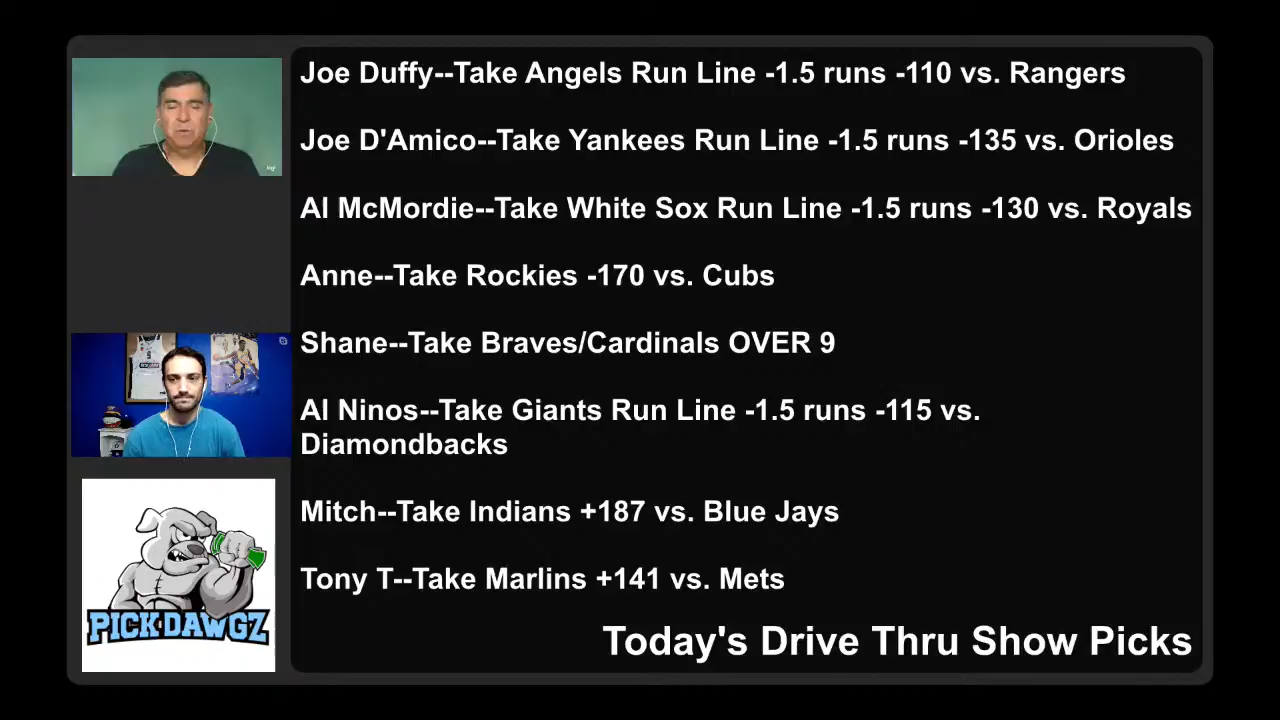 Joe Duffy--Take Angels Run Line -1.5 runs -110 vs. Rangers
Joe D'Amico--Take Yankees Run Line -1.5 runs -135 vs. Orioles
Al McMordie--Take White Sox Run Line -1.5 runs -130 vs. Royals
Anne--Take Rockies -170 vs. Cubs
Shane--Take Braves/Cardinals OVER 9
Al Ninos--Take Giants Run Line -1.5 runs -115 vs.
Diamondbacks
Mitch--Take Indians +187 vs. Blue Jays
Tony T--Take Marlins +141 vs. Mets
PICKDAWGZ
Today's Drive Thru Show Picks